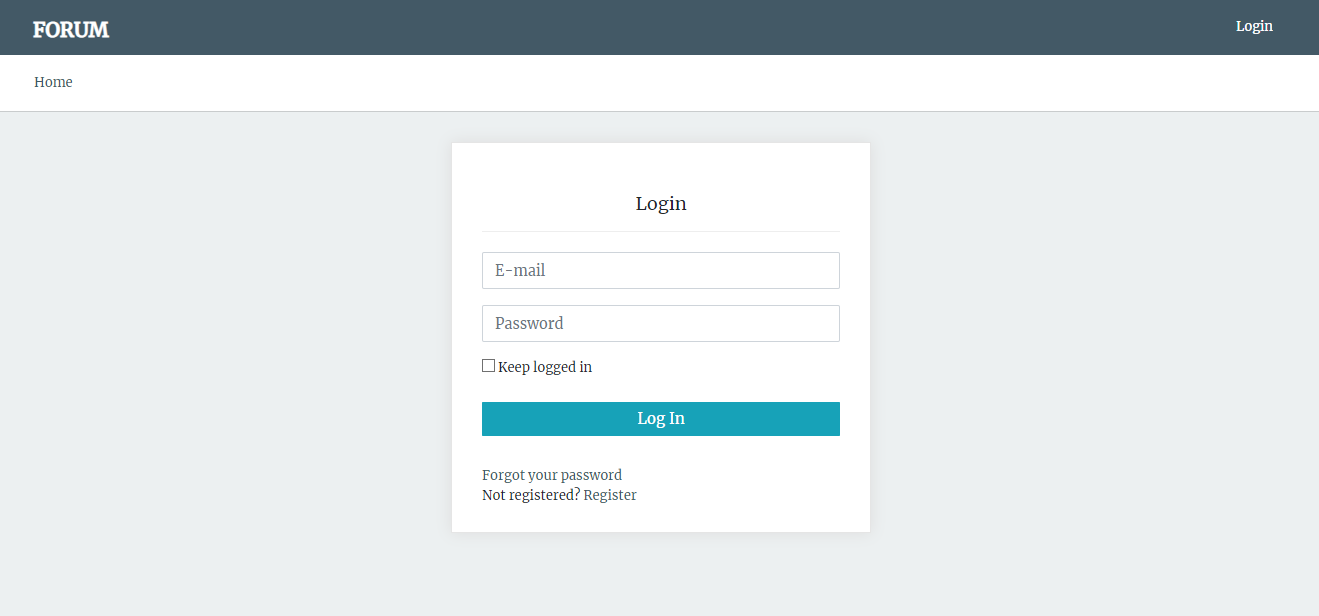 FORUM
Login
Home
Login
E-mail
Password
Keep logged in
Log In
Forgot your password
Not registered? Register